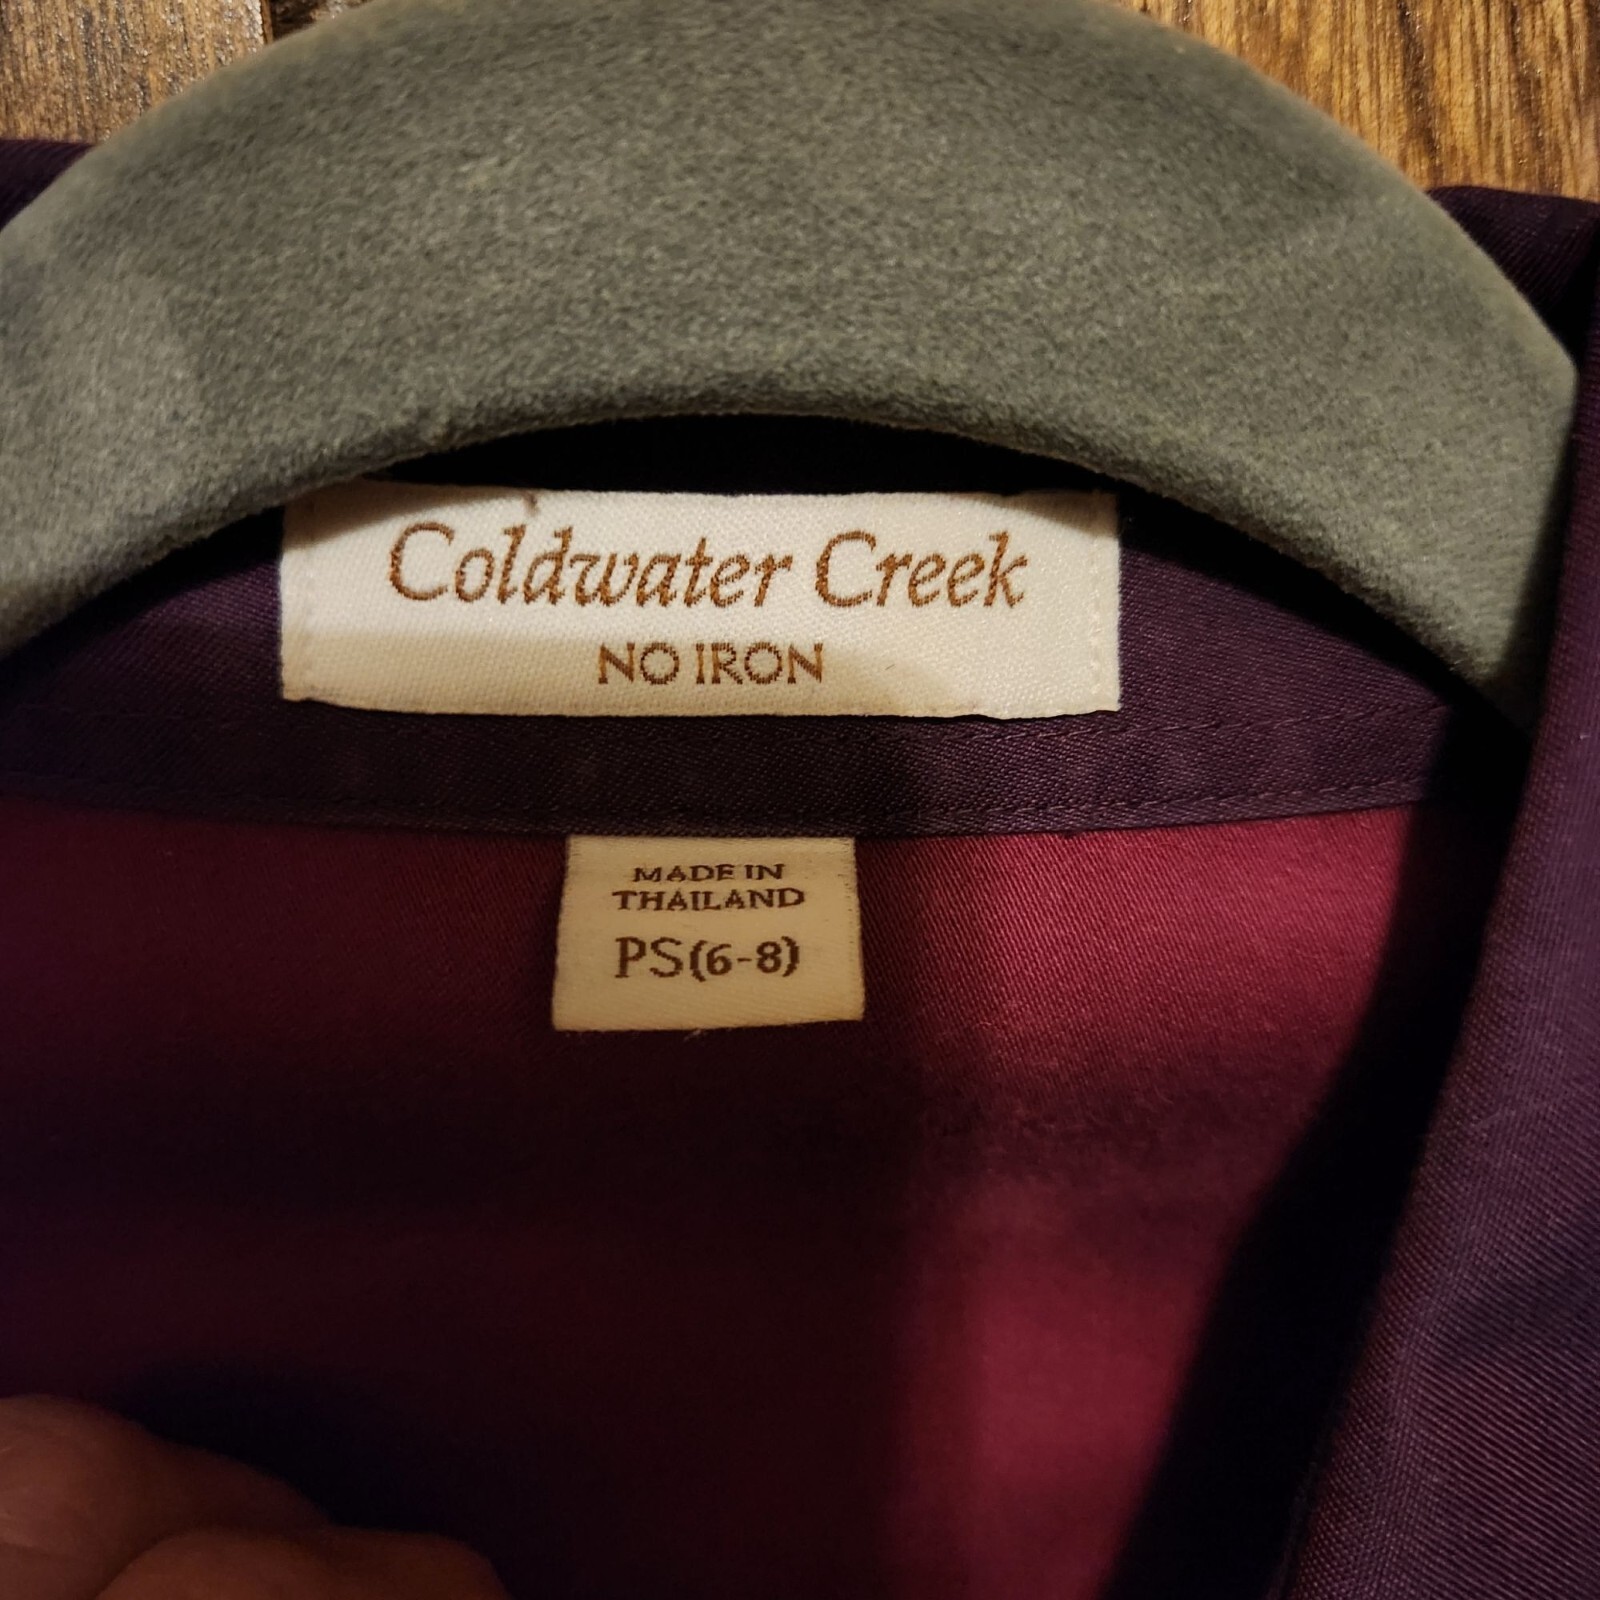 Coldwater Creek
NO IRON
MADE IN
THAILAND
PS(6-8)